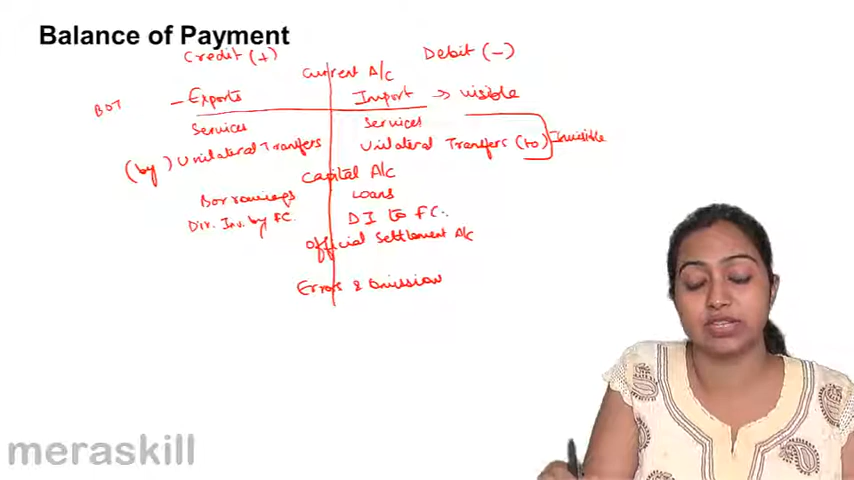 Balance of Payment
Credit (+) Debit (-)
Current A/C
BOT - Exports Import → visible
Services Services
(by) Unilateral Transfers Unilateral Transfers (to) Invisible
Capital A/C
Borrowings Loans
Dir. Inv. by FC. DI to FC.
Official Settlement A/C
Errors & Omission
meraskill